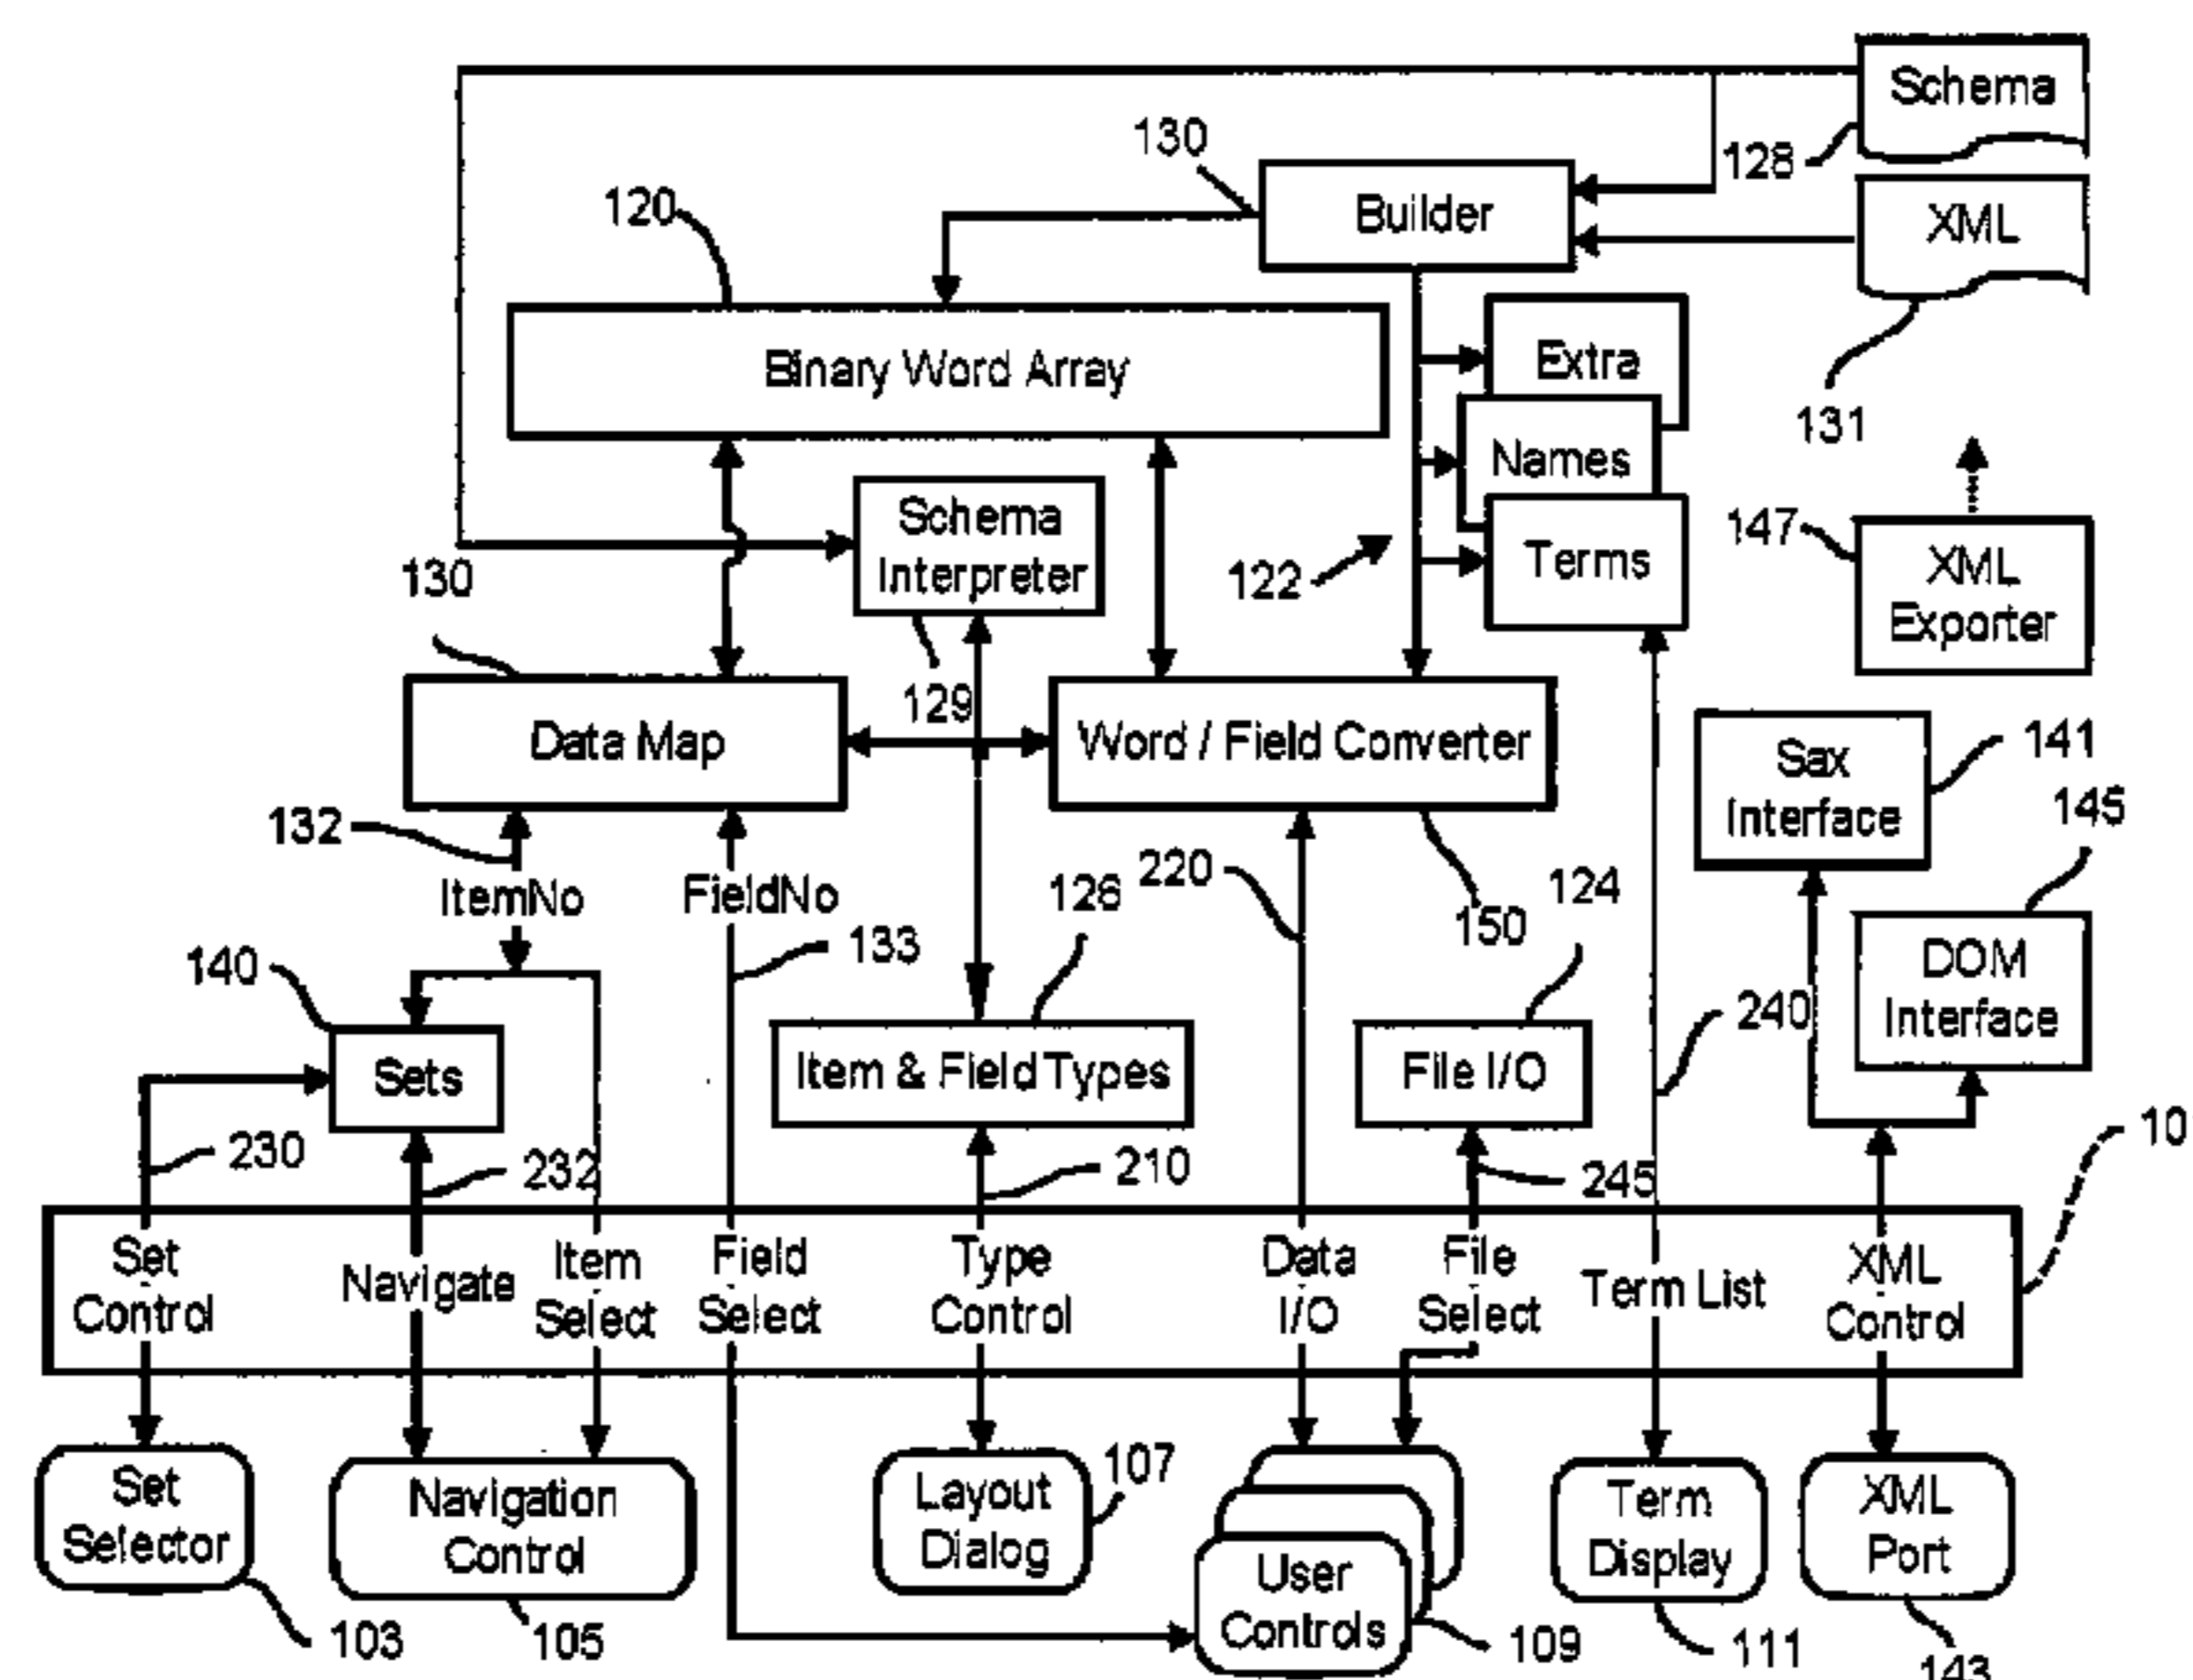 Schema
130
128
Builder
120
XML
Binary Word Array
Extra
131
Names
Schema
Interpreter
147
130
122
Terms
XML
Exporter
129
Data Map
Word / Field Converter
Sax
Interface
141
145
132
ItemNo
FieldNo
126
220
124
150
133
140
DOM
Interface
240
Sets
Item & Field Types
File I/O
10
230
232
210
245
Set
Control
Navigate
Item
Select
Field
Select
Type
Control
Data
I/O
File
Select
Term List
XML
Control
Set
Selector
Navigation
Control
Layout
Dialog
107
User
Controls
Term
Display
XML
Port
103
105
109
111
143